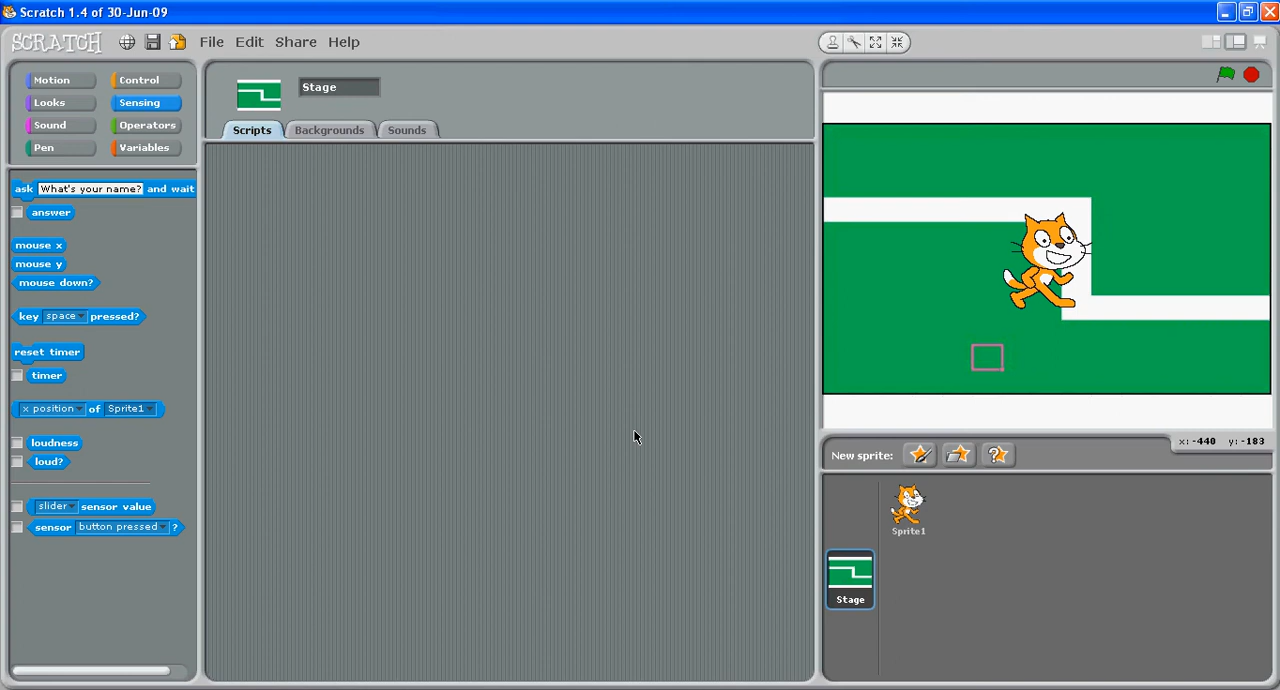 Scratch 1.4 of 30-Jun-09
SCRATCH File Edit Share Help
Motion Control
Looks Sensing
Sound Operators
Pen Variables
ask What's your name? and wait
answer
mouse x
mouse y
mouse down?
key space pressed?
reset timer
timer
x position of Sprite1
loudness
loud?
slider sensor value
sensor button pressed ?
Stage
Scripts Backgrounds Sounds
x: -440 y: -183
New sprite:
Sprite1
Stage